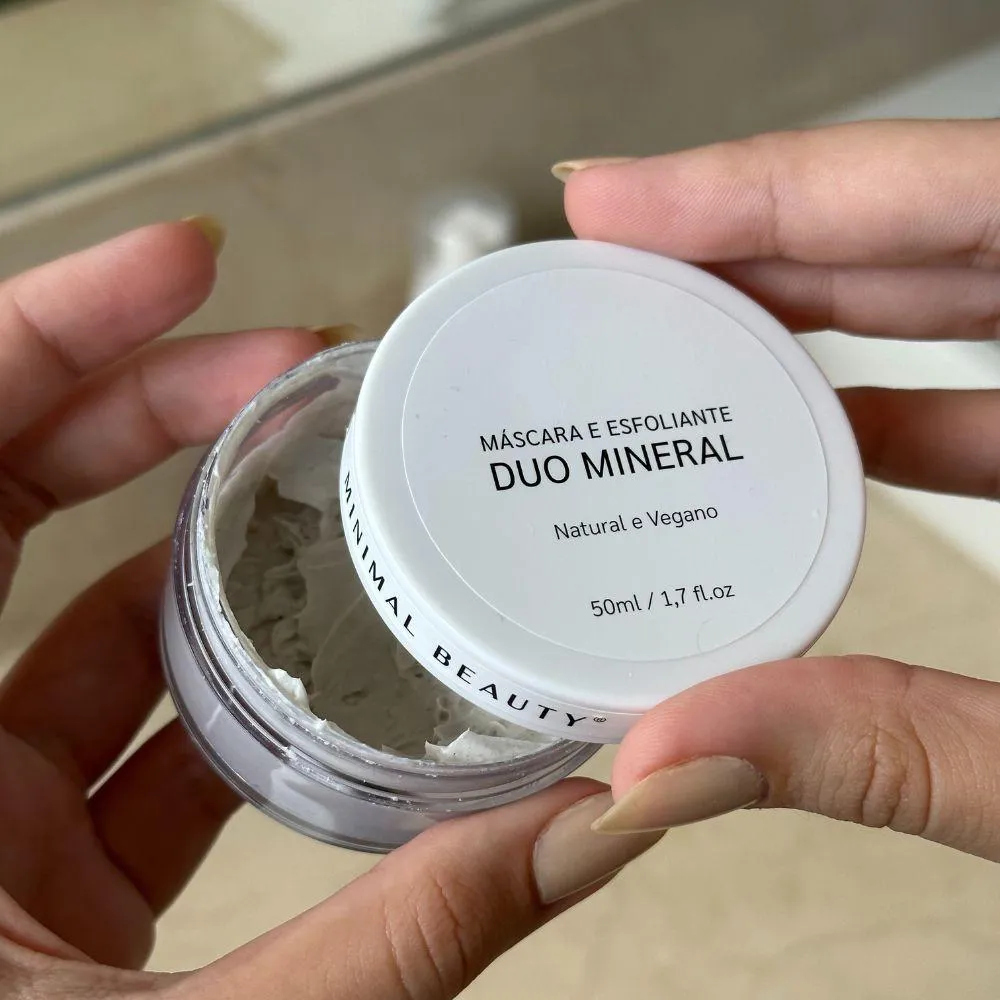 MÁSCARA E ESFOLIANTE
DUO MINERAL
Natural e Vegano
50ml / 1,7 fl.oz
MINIMAL BEAUTY®